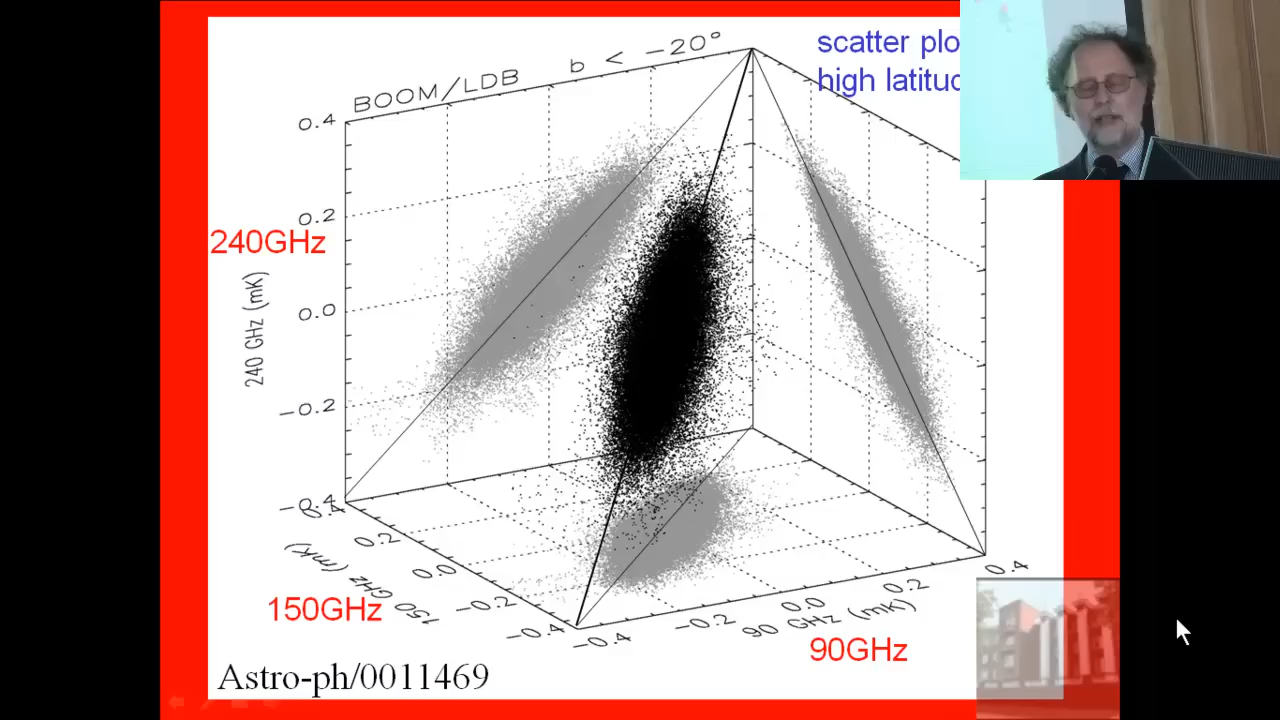 scatter plo
high latitud
BOOM/LDB b < -20°
0.4
0.2
240GHz
0.0
240 GHz (mK)
-0.2
-0.4
0.4
0.2
0.0
-0.2
-0.4
150 GHz (mK)
150GHz
-0.4
-0.2
0.0
0.2
0.4
90 GHz (mK)
90GHz
Astro-ph/0011469